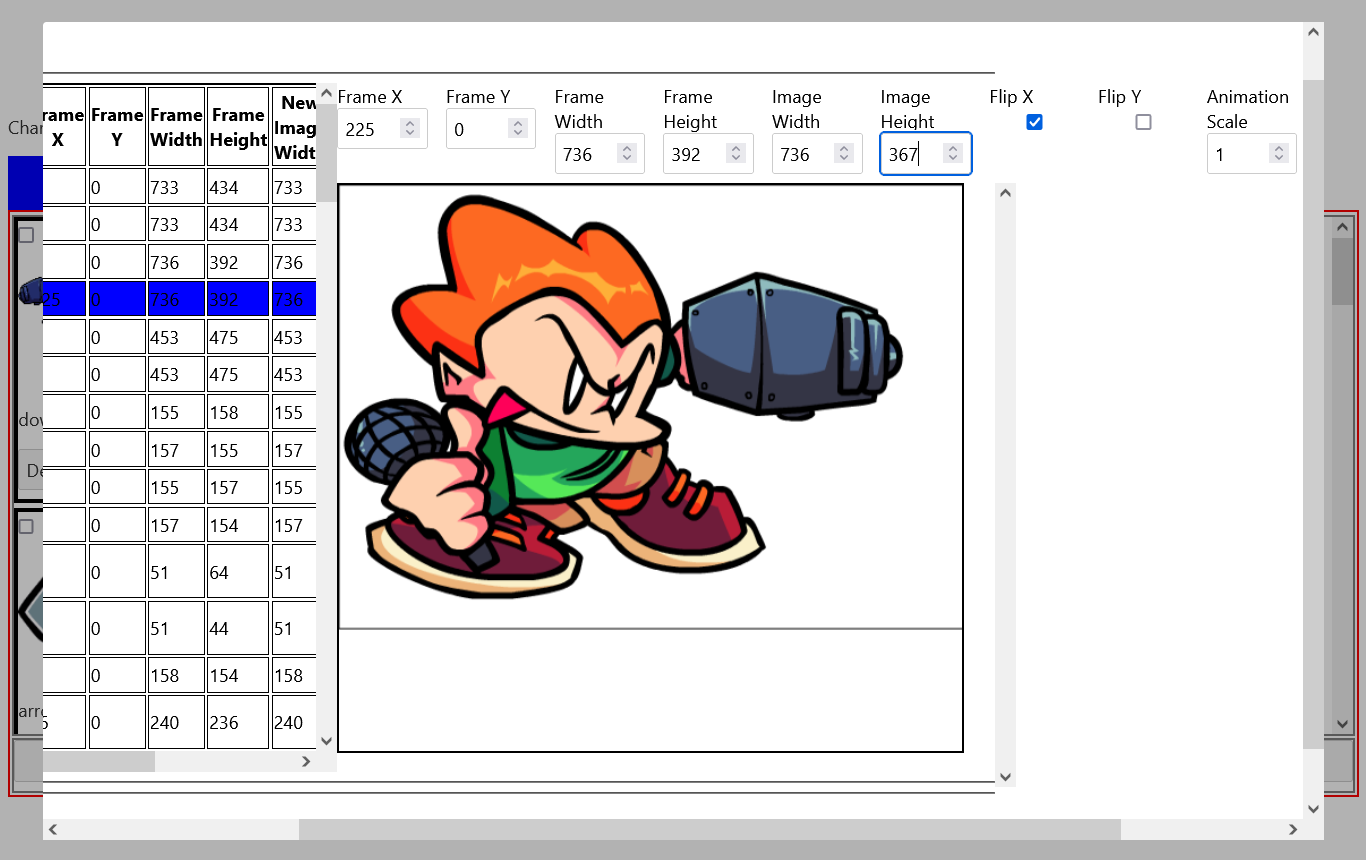 Char
rame X
Frame Y
Frame Width
Frame Height
New Imag Widt
0 733 434 733
0 733 434 733
0 736 392 736
25 0 736 392 736
0 453 475 453
0 453 475 453
0 155 158 155
0 157 155 157
0 155 157 155
0 157 154 157
0 51 64 51
0 51 44 51
0 158 154 158
5 0 240 236 240
Frame X
225
Frame Y
0
Frame Width
736
Frame Height
392
Image Width
736
Image Height
367
Flip X
Flip Y
Animation Scale
1
dow
De
arro